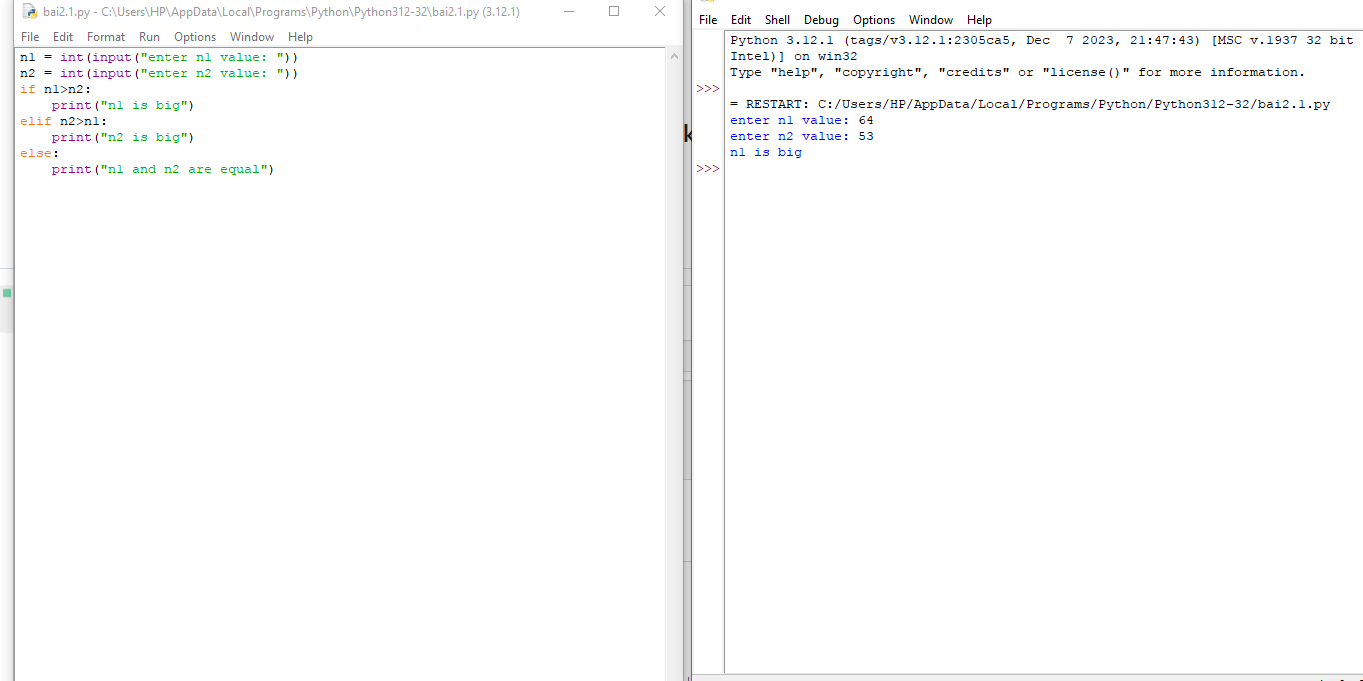 bai2.1.py - C:\Users\HP\AppData\Local\Programs\Python\Python312-32\bai2.1.py (3.12.1)
File Edit Format Run Options Window Help
n1 = int(input("enter n1 value: "))
n2 = int(input("enter n2 value: "))
if n1>n2:
    print("n1 is big")
elif n2>n1:
    print("n2 is big")
else:
    print("n1 and n2 are equal")
k
File Edit Shell Debug Options Window Help
Python 3.12.1 (tags/v3.12.1:2305ca5, Dec  7 2023, 21:47:43) [MSC v.1937 32 bit (
Intel)] on win32
Type "help", "copyright", "credits" or "license()" for more information.
>>>
= RESTART: C:/Users/HP/AppData/Local/Programs/Python/Python312-32/bai2.1.py
enter n1 value: 64
enter n2 value: 53
n1 is big
>>>